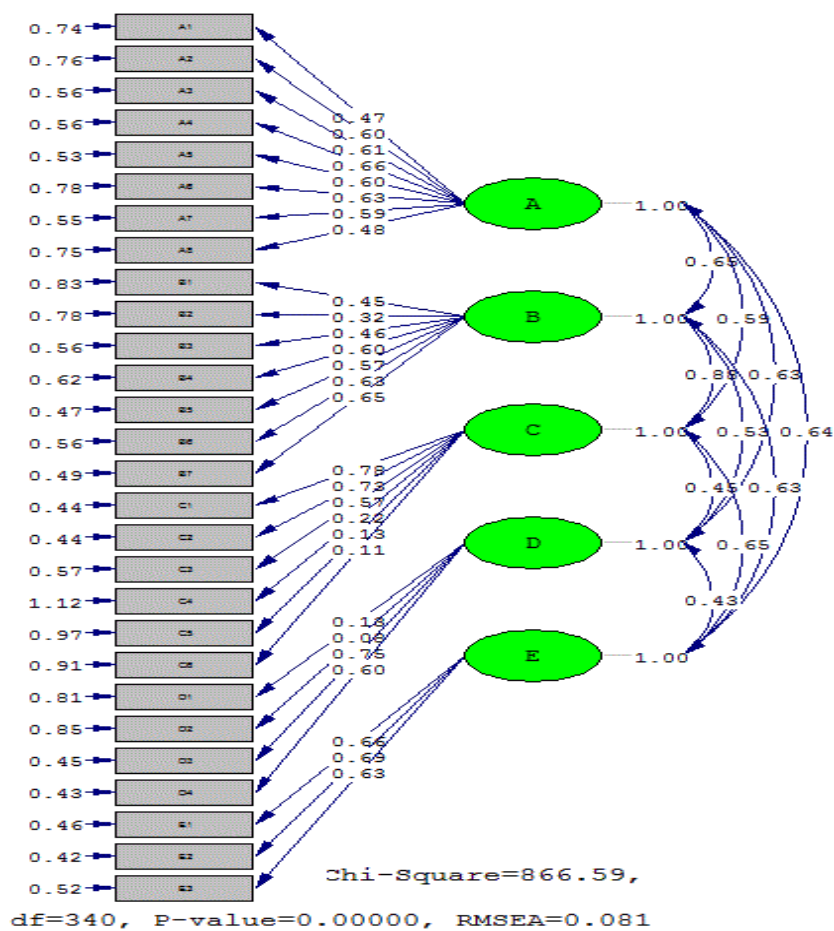 0.74 A1
0.76 A2
0.56 A3
0.56 A4
0.53 A5
0.78 A6
0.55 A7
0.75 A8
0.83 B1
0.78 B2
0.56 B3
0.62 B4
0.47 B5
0.56 B6
0.49 B7
0.44 C1
0.44 C2
0.57 C3
1.12 C4
0.97 C5
0.91 C6
0.81 D1
0.85 D2
0.45 D3
0.43 D4
0.46 E1
0.42 E2
0.52 E3
0.47
0.60
0.61
0.66
0.60
0.63
0.59
0.48
0.45
0.32
0.46
0.60
0.57
0.63
0.65
0.73
0.57
0.22
0.13
0.11
0.75
0.60
0.66
0.69
0.63
A 1.00
B 1.00
C 1.00
D 1.00
E 1.00
0.65
0.63
0.53 0.64
0.45 0.63
0.65
0.43
Chi-Square=866.59,
df=340, P-value=0.00000, RMSEA=0.081